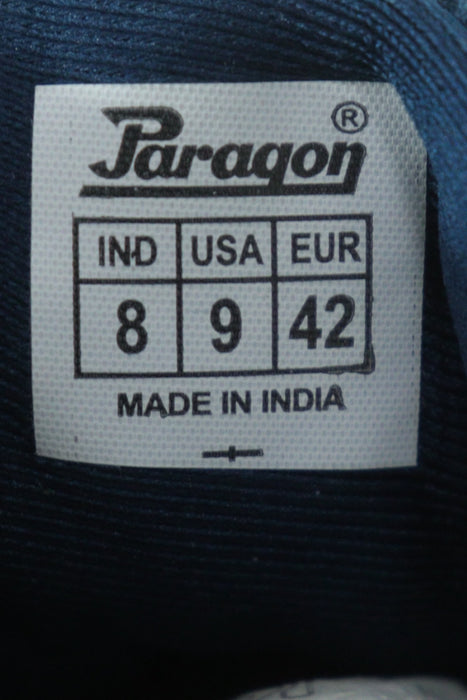 Paragon ®
IND USA EUR
8 9 42
MADE IN INDIA